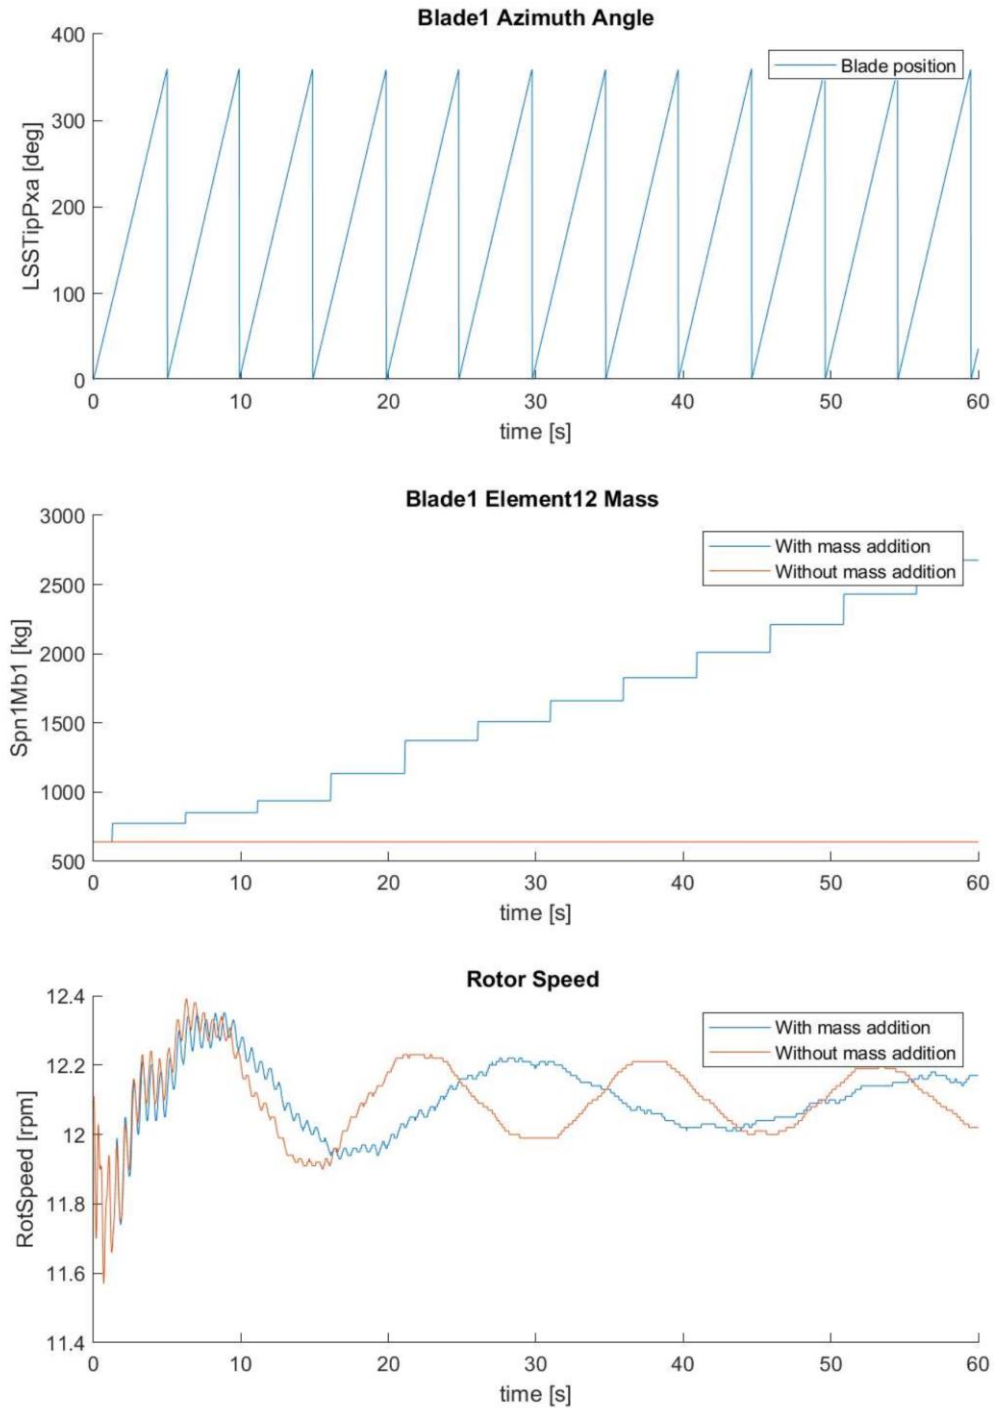 Blade1 Azimuth Angle
400
300
200
100
0
LSSTipPxa [deg]
Blade position
0 10 20 30 40 50 60
time [s]
Blade1 Element12 Mass
3000
2500
2000
1500
1000
500
Spn1Mb1 [kg]
With mass addition
Without mass addition
0 10 20 30 40 50 60
time [s]
Rotor Speed
12.4
12.2
12
11.8
11.6
11.4
RotSpeed [rpm]
With mass addition
Without mass addition
0 10 20 30 40 50 60
time [s]